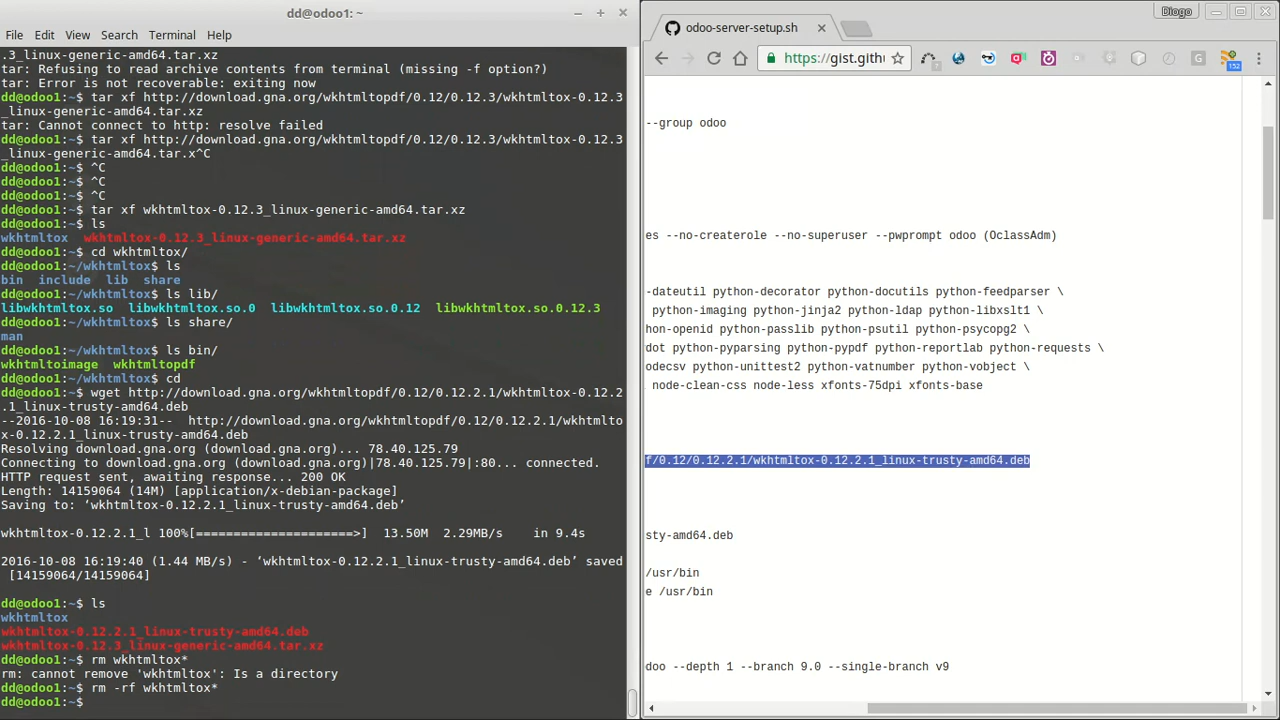 dd@odoo1: ~
File Edit View Search Terminal Help
.3_linux-generic-amd64.tar.xz
tar: Refusing to read archive contents from terminal (missing -f option?)
tar: Error is not recoverable: exiting now
dd@odoo1:~$ tar xf http://download.gna.org/wkhtmltopdf/0.12/0.12.3/wkhtmltox-0.12.3
_linux-generic-amd64.tar.xz
tar: Cannot connect to http: resolve failed
dd@odoo1:~$ tar xf http://download.gna.org/wkhtmltopdf/0.12/0.12.3/wkhtmltox-0.12.3
_linux-generic-amd64.tar.x^C
dd@odoo1:~$ ^C
dd@odoo1:~$ ^C
dd@odoo1:~$ ^C
dd@odoo1:~$ tar xf wkhtmltox-0.12.3_linux-generic-amd64.tar.xz
dd@odoo1:~$ ls
wkhtmltox  wkhtmltox-0.12.3_linux-generic-amd64.tar.xz
dd@odoo1:~$ cd wkhtmltox/
dd@odoo1:~/wkhtmltox$ ls
bin  include  lib  share
dd@odoo1:~/wkhtmltox$ ls lib/
libwkhtmltox.so  libwkhtmltox.so.0  libwkhtmltox.so.0.12  libwkhtmltox.so.0.12.3
dd@odoo1:~/wkhtmltox$ ls share/
man
dd@odoo1:~/wkhtmltox$ ls bin/
wkhtmltoimage  wkhtmltopdf
dd@odoo1:~/wkhtmltox$ cd
dd@odoo1:~$ wget http://download.gna.org/wkhtmltopdf/0.12/0.12.2.1/wkhtmltox-0.12.2
.1_linux-trusty-amd64.deb
--2016-10-08 16:19:31--  http://download.gna.org/wkhtmltopdf/0.12/0.12.2.1/wkhtmlto
x-0.12.2.1_linux-trusty-amd64.deb
Resolving download.gna.org (download.gna.org)... 78.40.125.79
Connecting to download.gna.org (download.gna.org)|78.40.125.79|:80... connected.
HTTP request sent, awaiting response... 200 OK
Length: 14159064 (14M) [application/x-debian-package]
Saving to: ‘wkhtmltox-0.12.2.1_linux-trusty-amd64.deb’
wkhtmltox-0.12.2.1_l 100%[=====================>]  13.50M  2.29MB/s    in 9.4s
2016-10-08 16:19:40 (1.44 MB/s) - ‘wkhtmltox-0.12.2.1_linux-trusty-amd64.deb’ saved
[14159064/14159064]
dd@odoo1:~$ ls
wkhtmltox
wkhtmltox-0.12.2.1_linux-trusty-amd64.deb
wkhtmltox-0.12.3_linux-generic-amd64.tar.xz
dd@odoo1:~$ rm wkhtmltox*
rm: cannot remove 'wkhtmltox': Is a directory
dd@odoo1:~$ rm -rf wkhtmltox*
dd@odoo1:~$
Diogo
odoo-server-setup.sh
https://gist.githu
1
G
152
--group odoo
es --no-createrole --no-superuser --pwprompt odoo (OclassAdm)
-dateutil python-decorator python-docutils python-feedparser \
python-imaging python-jinja2 python-ldap python-libxslt1 \
hon-openid python-passlib python-psutil python-psycopg2 \
dot python-pyparsing python-pypdf python-reportlab python-requests \
odecsv python-unittest2 python-vatnumber python-vobject \
node-clean-css node-less xfonts-75dpi xfonts-base
f/0.12/0.12.2.1/wkhtmltox-0.12.2.1_linux-trusty-amd64.deb
sty-amd64.deb
/usr/bin
e /usr/bin
doo --depth 1 --branch 9.0 --single-branch v9